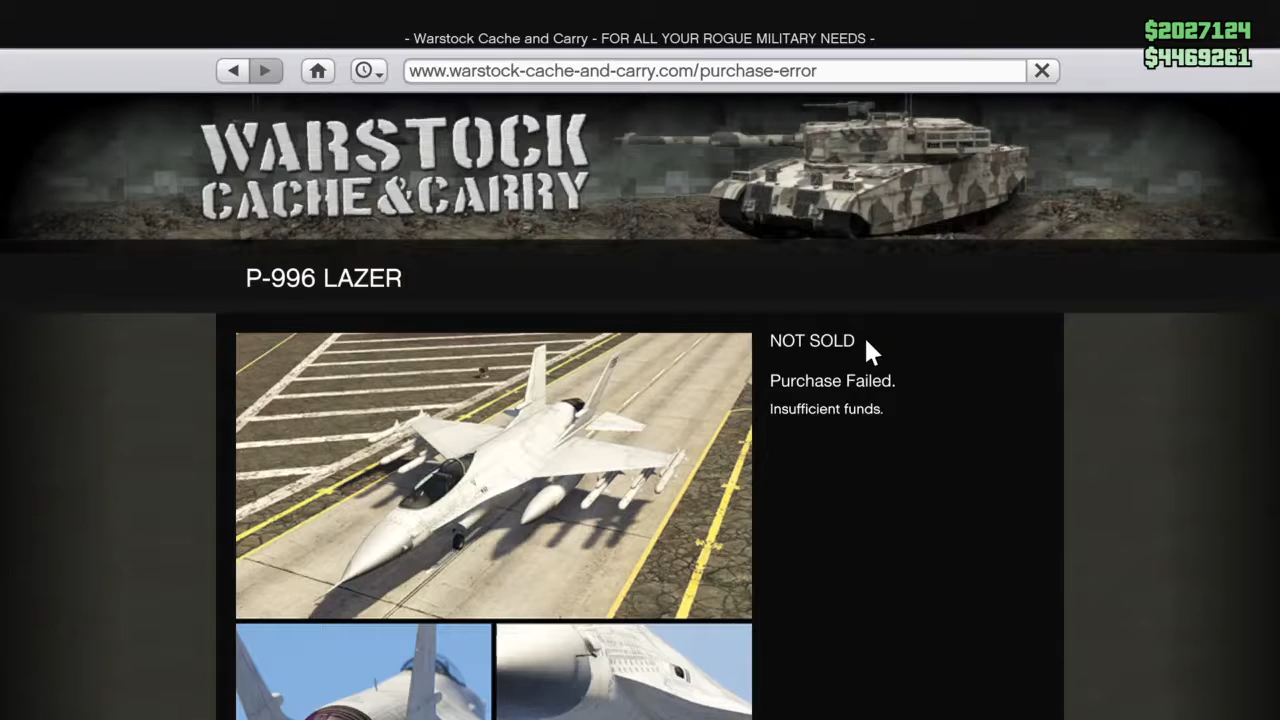 - Warstock Cache and Carry - FOR ALL YOUR ROGUE MILITARY NEEDS -
$2027124
$4469261
www.warstock-cache-and-carry.com/purchase-error
WARSTOCK
CACHE&CARRY
P-996 LAZER
NOT SOLD
Purchase Failed.
Insufficient funds.